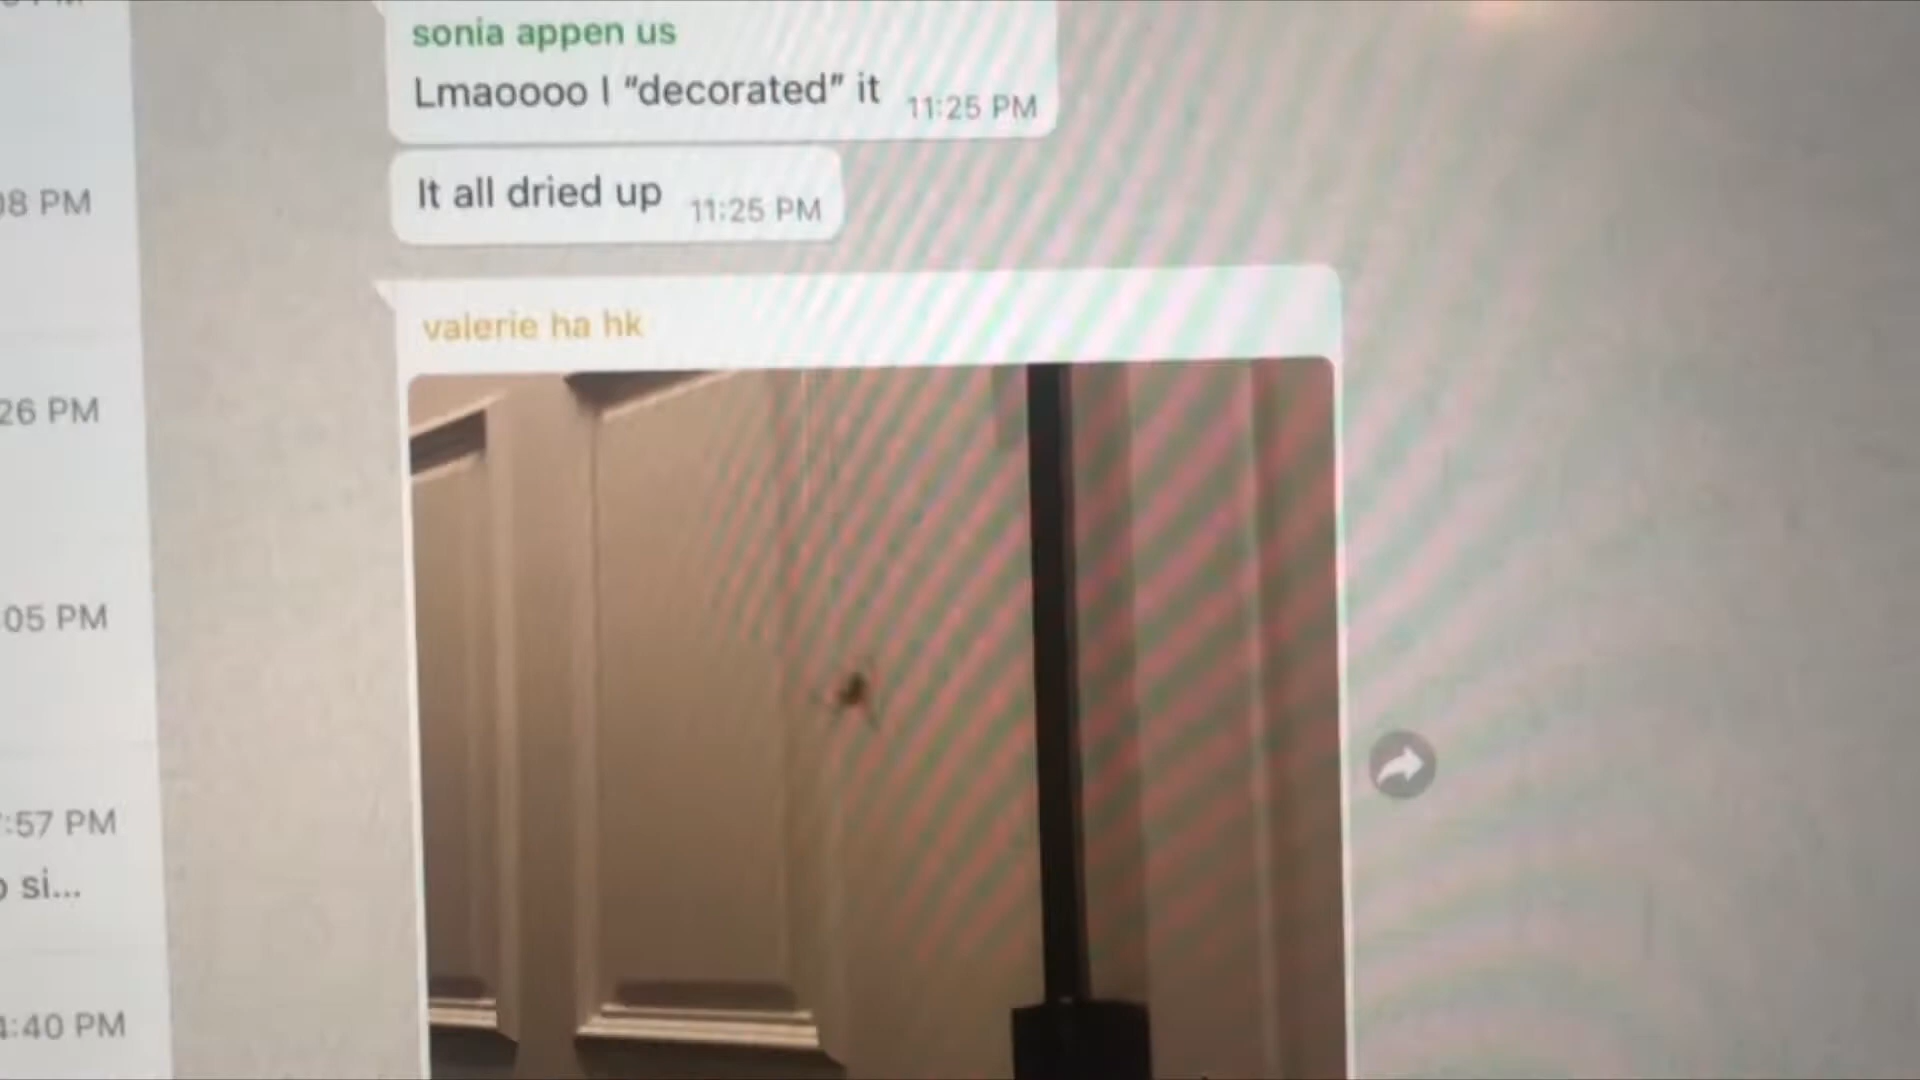 sonia appen us
Lmaoooo I “decorated” it 11:25 PM
It all dried up 11:25 PM
valerie ha hk
08 PM
26 PM
05 PM
:57 PM
si...
:40 PM